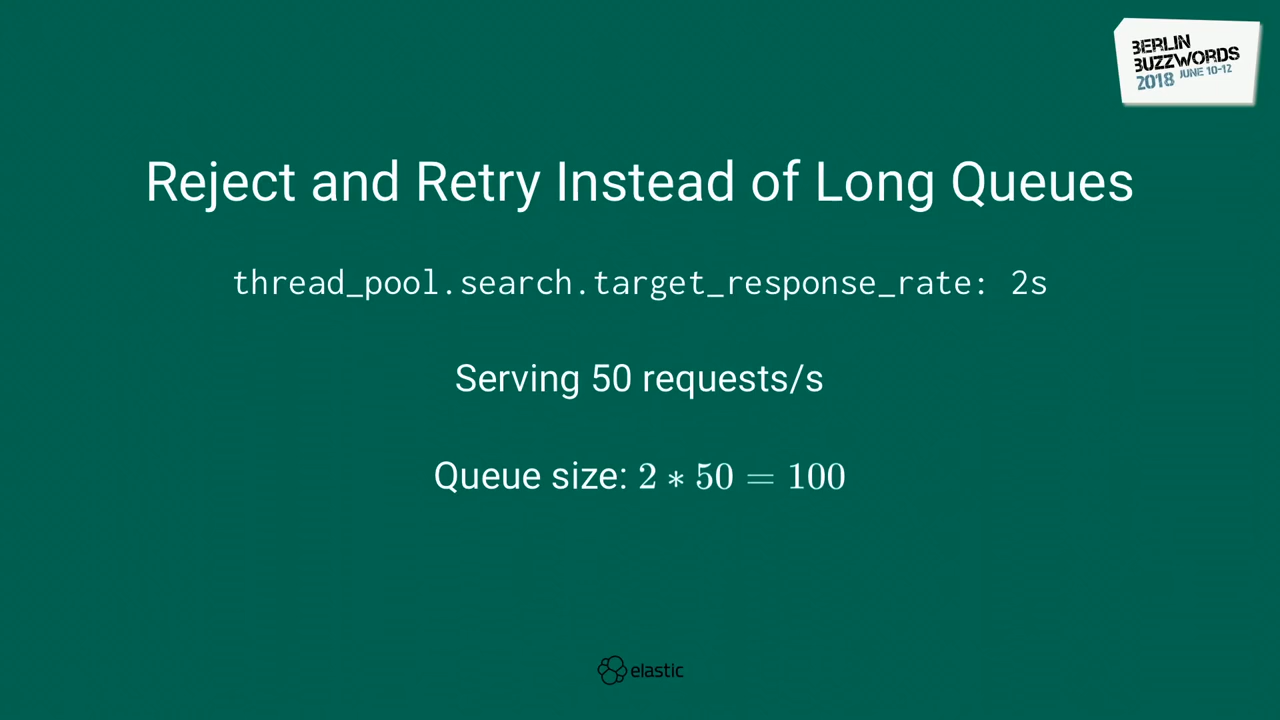 BERLIN
BUZZWORDS
2018 JUNE 10-12
Reject and Retry Instead of Long Queues
thread_pool.search.target_response_rate: 2s
Serving 50 requests/s
Queue size: 2 * 50 = 100
elastic